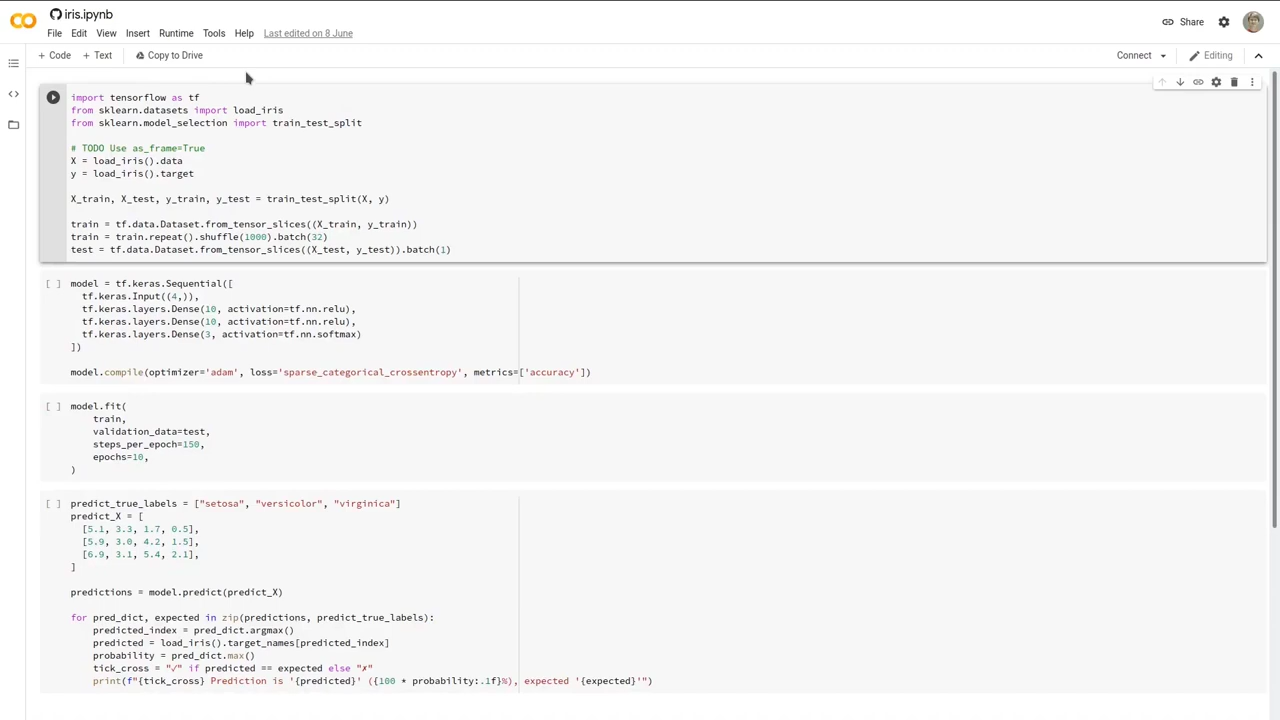 iris.ipynb
File Edit View Insert Runtime Tools Help Last edited on 8 June
Share
+ Code + Text Copy to Drive
Connect Editing
import tensorflow as tf
from sklearn.datasets import load_iris
from sklearn.model_selection import train_test_split
# TODO Use as_frame=True
X = load_iris().data
y = load_iris().target
X_train, X_test, y_train, y_test = train_test_split(X, y)
train = tf.data.Dataset.from_tensor_slices((X_train, y_train))
train = train.repeat().shuffle(1000).batch(32)
test = tf.data.Dataset.from_tensor_slices((X_test, y_test)).batch(1)
[ ] model = tf.keras.Sequential([
tf.keras.Input((4,)),
tf.keras.layers.Dense(10, activation=tf.nn.relu),
tf.keras.layers.Dense(10, activation=tf.nn.relu),
tf.keras.layers.Dense(3, activation=tf.nn.softmax)
])
model.compile(optimizer='adam', loss='sparse_categorical_crossentropy', metrics=['accuracy'])
[ ] model.fit(
train,
validation_data=test,
steps_per_epoch=150,
epochs=10,
)
[ ] predict_true_labels = ["setosa", "versicolor", "virginica"]
predict_X = [
[5.1, 3.3, 1.7, 0.5],
[5.9, 3.0, 4.2, 1.5],
[6.9, 3.1, 5.4, 2.1],
]
predictions = model.predict(predict_X)
for pred_dict, expected in zip(predictions, predict_true_labels):
predicted_index = pred_dict.argmax()
predicted = load_iris().target_names[predicted_index]
probability = pred_dict.max()
tick_cross = "✓" if predicted == expected else "✗"
print(f"{tick_cross} Prediction is '{predicted}' ({100 * probability:.1f}%), expected '{expected}'")